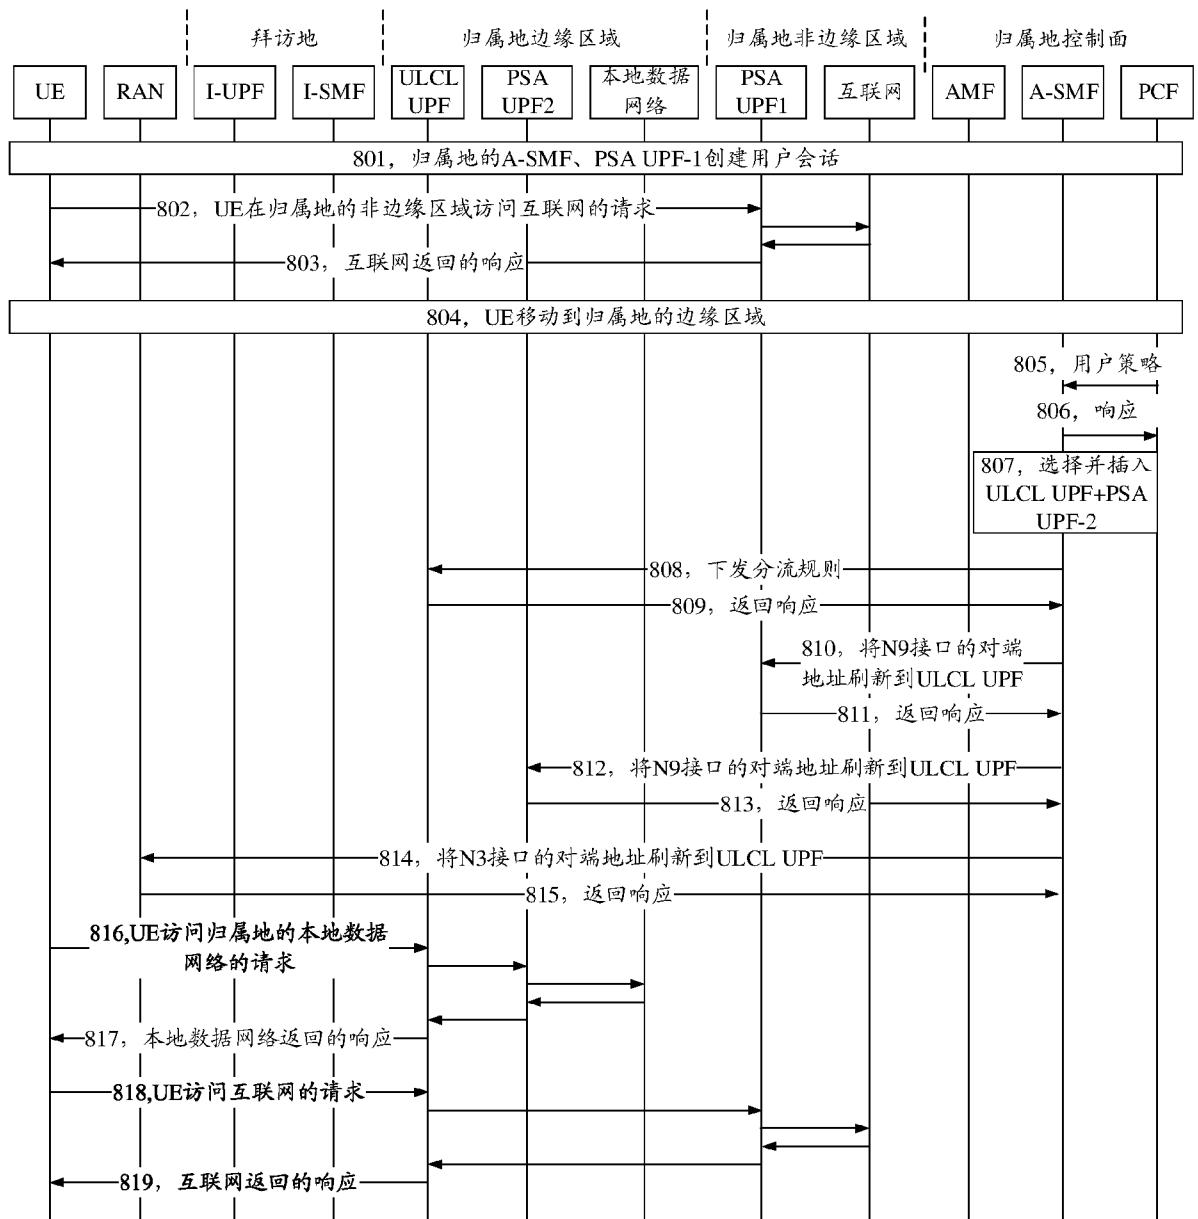 拜访地
归属地边缘区域
归属地非边缘区域
归属地控制面
UE
RAN
I-UPF
I-SMF
ULCL
UPF
PSA
UPF2
本地数据
网络
PSA
UPF1
互联网
AMF
A-SMF
PCF
801，归属地的A-SMF、PSA UPF-1创建用户会话
802，UE在归属地的非边缘区域访问互联网的请求
803，互联网返回的响应
804，UE移动到归属地的边缘区域
805，用户策略
806，响应
807，选择并插入
ULCL UPF+PSA
UPF-2
808，下发分流规则
809，返回响应
810，将N9接口的对端
地址刷新到ULCL UPF
811，返回响应
812，将N9接口的对端地址刷新到ULCL UPF
813，返回响应
814，将N3接口的对端地址刷新到ULCL UPF
815，返回响应
816,UE访问归属地的本地数据
网络的请求
817，本地数据网络返回的响应
818,UE访问互联网的请求
819，互联网返回的响应